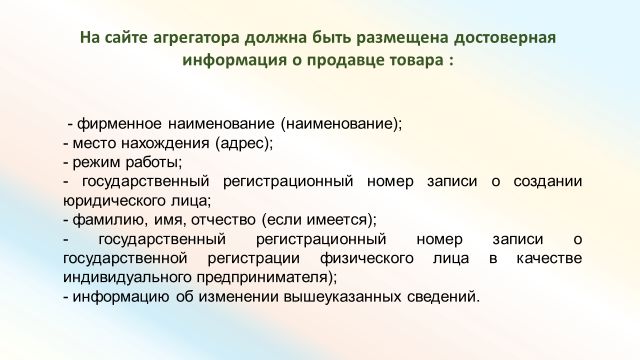 На сайте агрегатора должна быть размещена достоверная
информация о продавце товара :
- фирменное наименование (наименование);
- место нахождения (адрес);
- режим работы;
- государственный регистрационный номер записи о создании
юридического лица;
- фамилию, имя, отчество (если имеется);
- государственный регистрационный номер записи о
государственной регистрации физического лица в качестве
индивидуального предпринимателя);
- информацию об изменении вышеуказанных сведений.